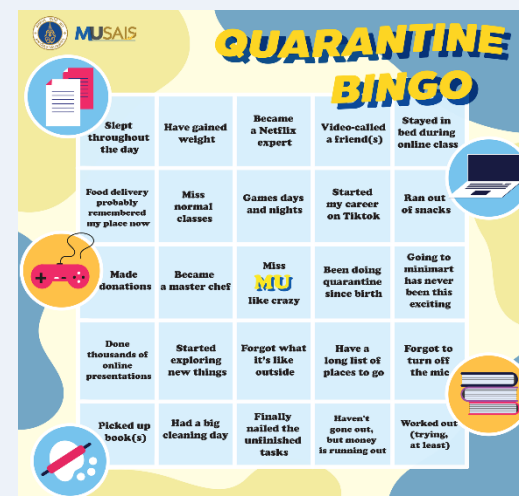 MUSAIS
QUARANTINE
BINGO
Slept
throughout
the day
Have gained
weight
Became
a Netflix
expert
Video-called
a friend(s)
Stayed in
bed during
online class
Food delivery
probably
remembered
my place now
Miss
normal
classes
Games days
and nights
Started
my career
on Tiktok
Ran out
of snacks
Made
donations
Became
a master chef
Miss
MU
like crazy
Been doing
quarantine
since birth
Going to
minimart
has never
been this
exciting
Done
thousands of
online
presentations
Started
exploring
new things
Forgot what
it's like
outside
Have a
long list of
places to go
Forgot to
turn off
the mic
Picked up
book(s)
Had a big
cleaning day
Finally
nailed the
unfinished
tasks
Haven't
gone out,
but money
is running out
Worked out
(trying,
at least)